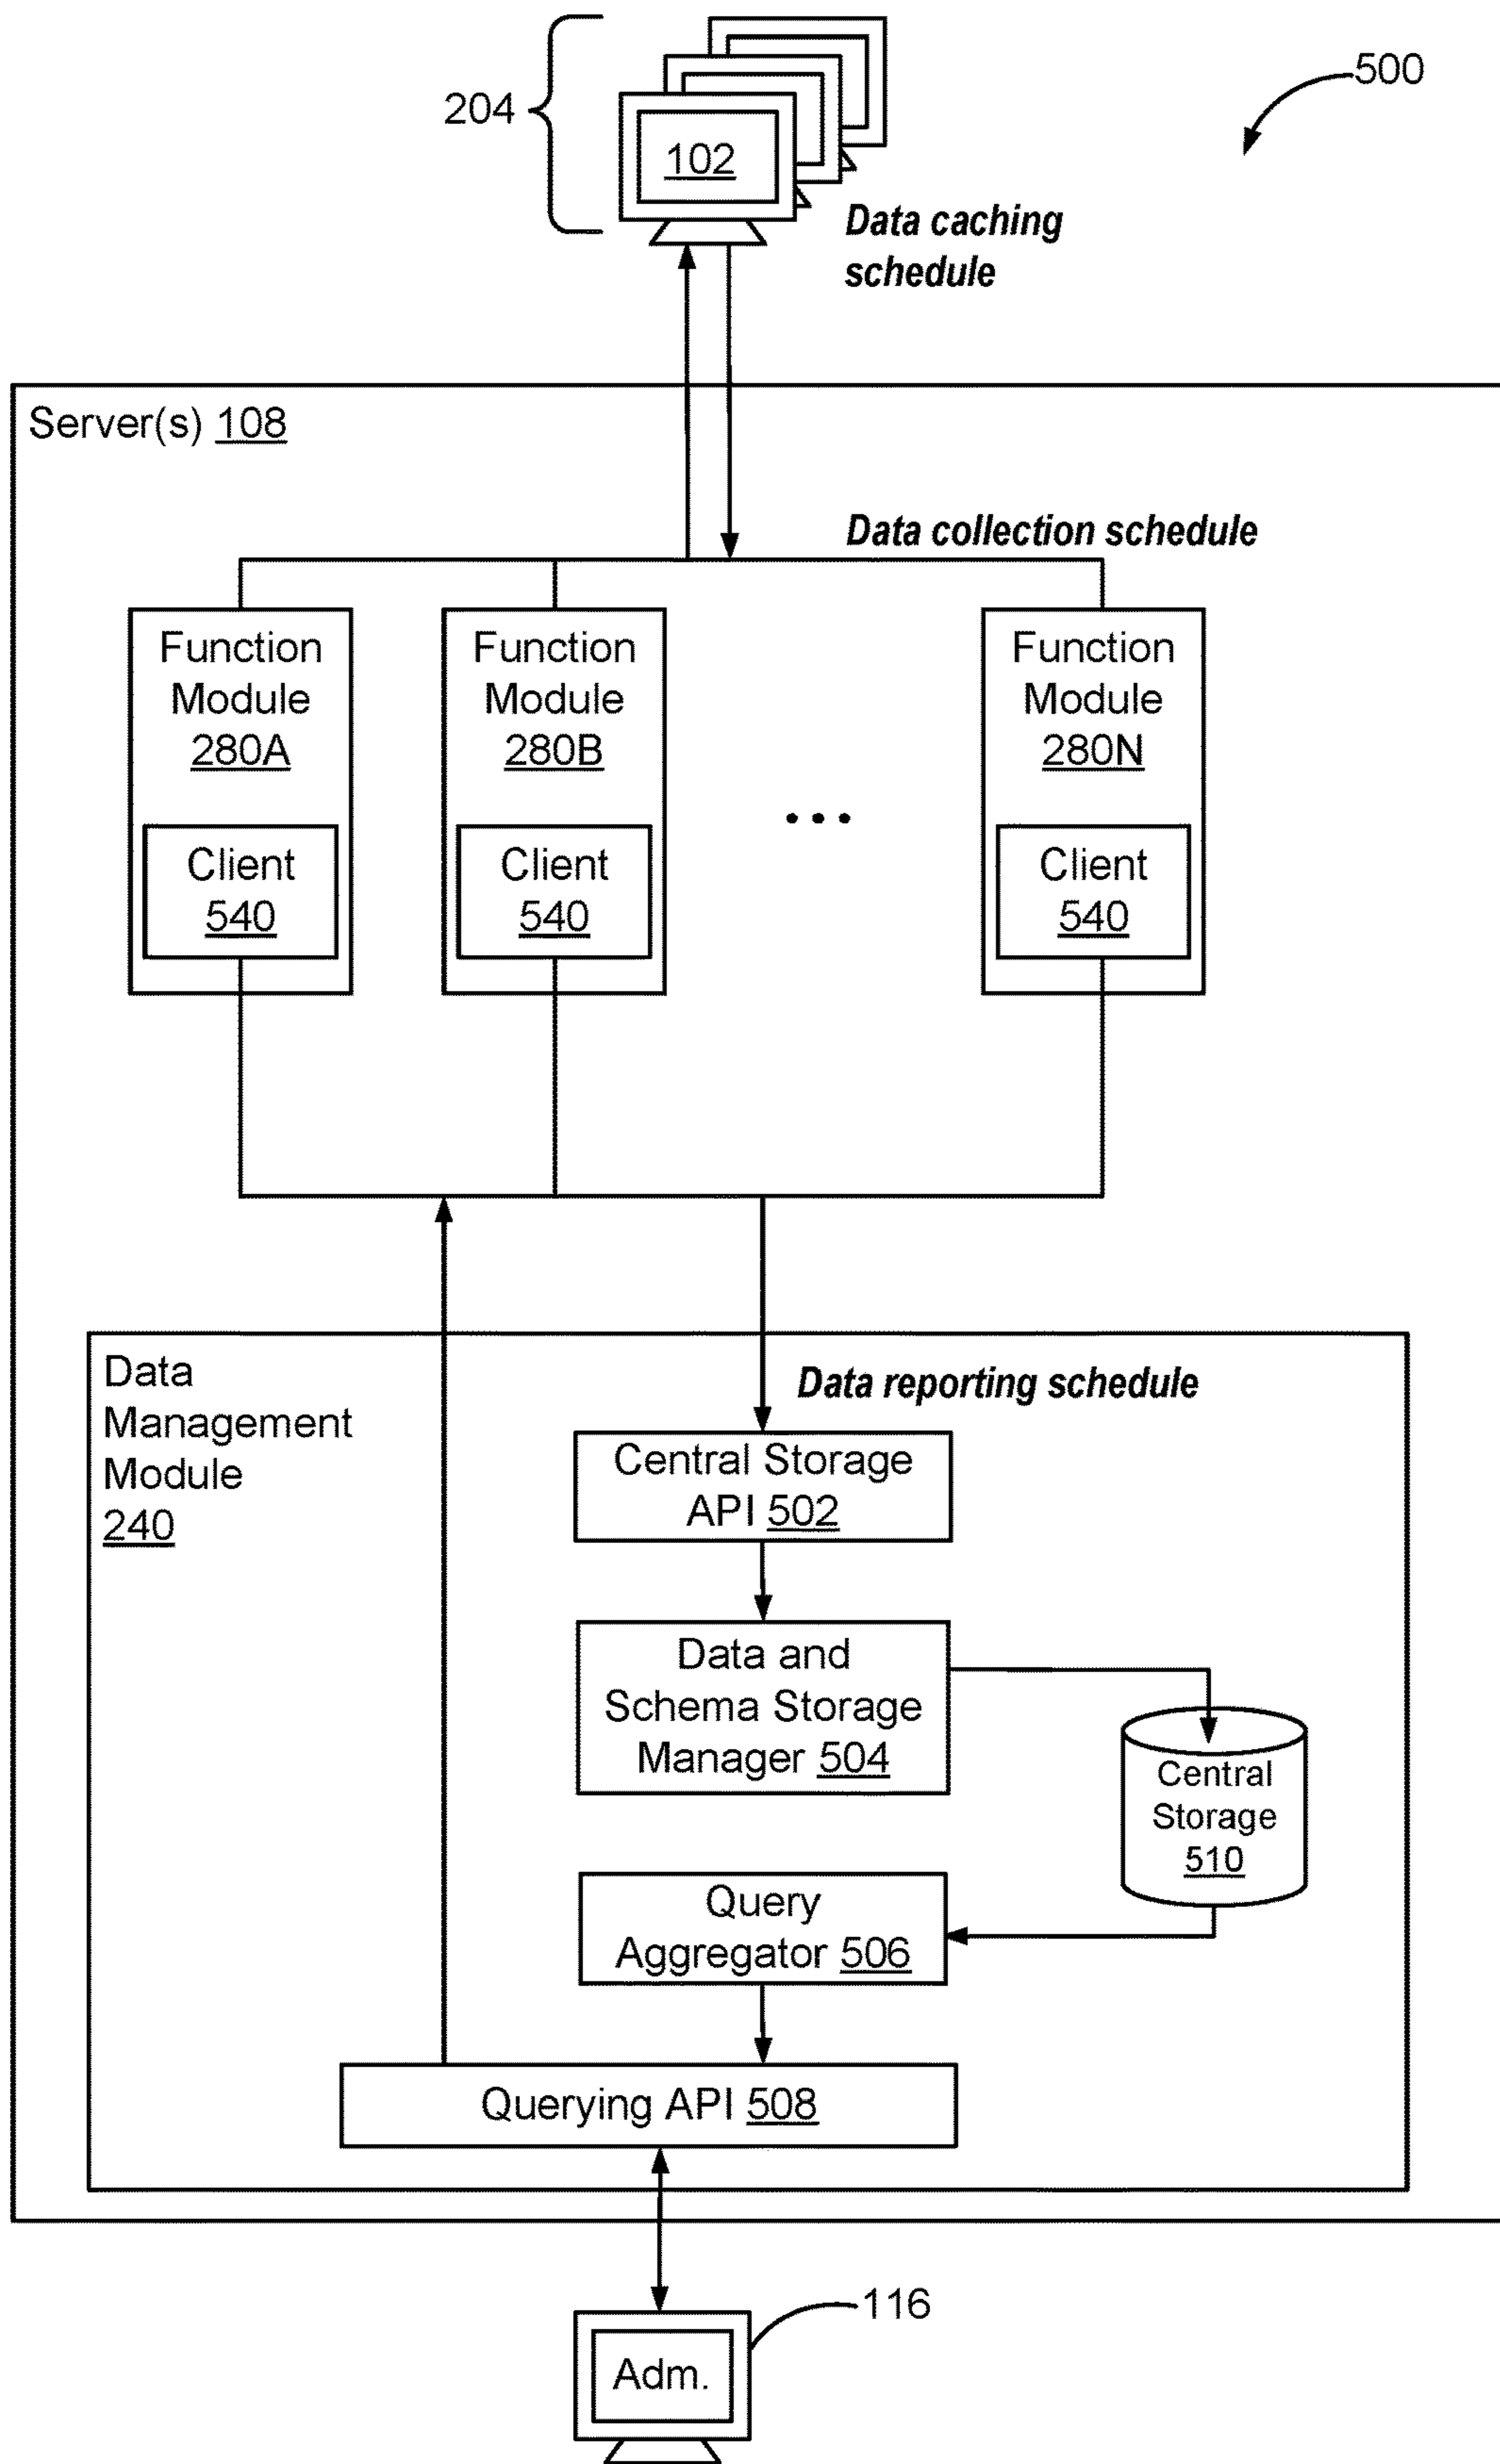 204
500
102
Data caching
schedule
Server(s) 108
Data collection schedule
Function
Module
280A
Client
540
Function
Module
280B
Client
540
...
Function
Module
280N
Client
540
Data
Management
Module
240
Data reporting schedule
Central Storage
API 502
Data and
Schema Storage
Manager 504
Central
Storage
510
Query
Aggregator 506
Querying API 508
116
Adm.